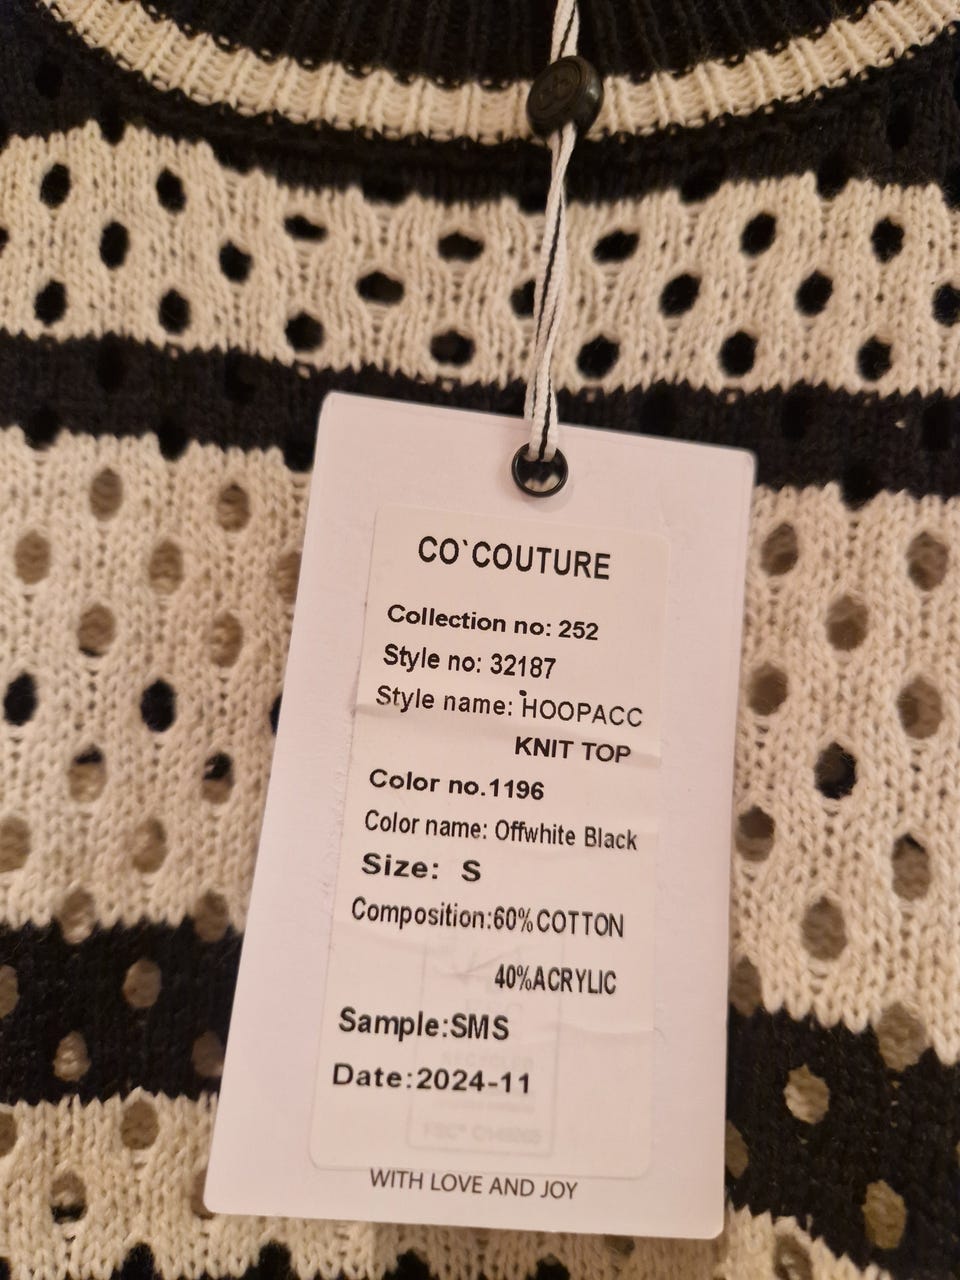 CO`COUTURE
Collection no: 252
Style no: 32187
Style name: HOOPACC
KNIT TOP
Color no.1196
Color name: Offwhite Black
Size: S
Composition:60%COTTON
40%ACRYLIC
Sample:SMS
Date:2024-11
WITH LOVE AND JOY